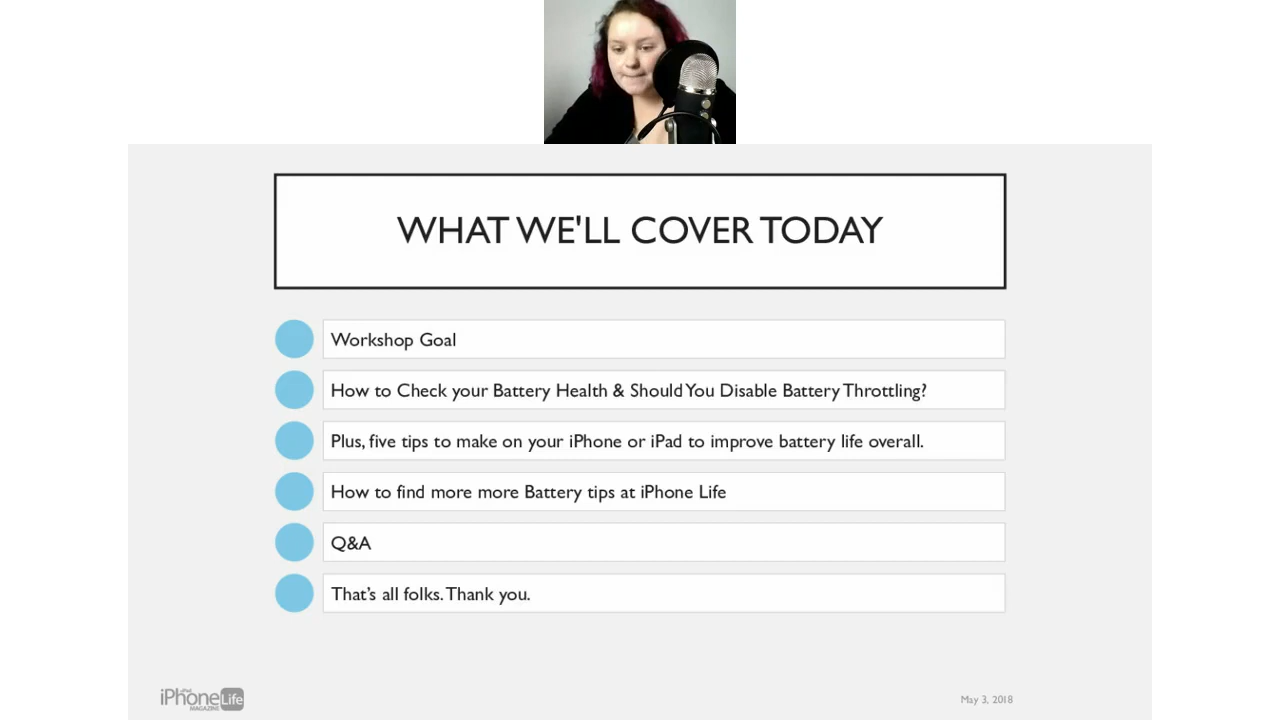 WHAT WE'LL COVER TODAY
Workshop Goal
How to Check your Battery Health & Should You Disable Battery Throttling?
Plus, five tips to make on your iPhone or iPad to improve battery life overall.
How to find more more Battery tips at iPhone Life
Q&A
That's all folks. Thank you.
iPhone Life
MAGAZINE
May 3, 2018